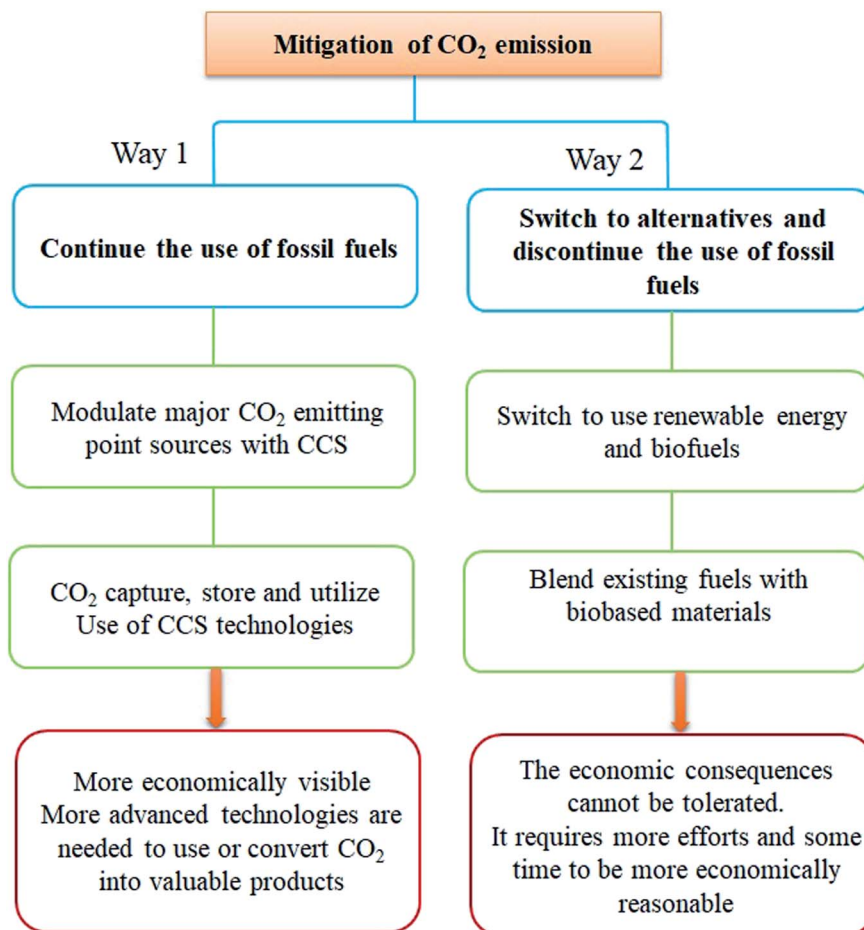 Mitigation of CO₂ emission
Way 1
Continue the use of fossil fuels
Modulate major CO₂ emitting
point sources with CCS
CO₂ capture, store and utilize
Use of CCS technologies
More economically visible
More advanced technologies are
needed to use or convert CO₂
into valuable products
Way 2
Switch to alternatives and
discontinue the use of fossil
fuels
Switch to use renewable energy
and biofuels
Blend existing fuels with
biobased materials
The economic consequences
cannot be tolerated.
It requires more efforts and some
time to be more economically
reasonable